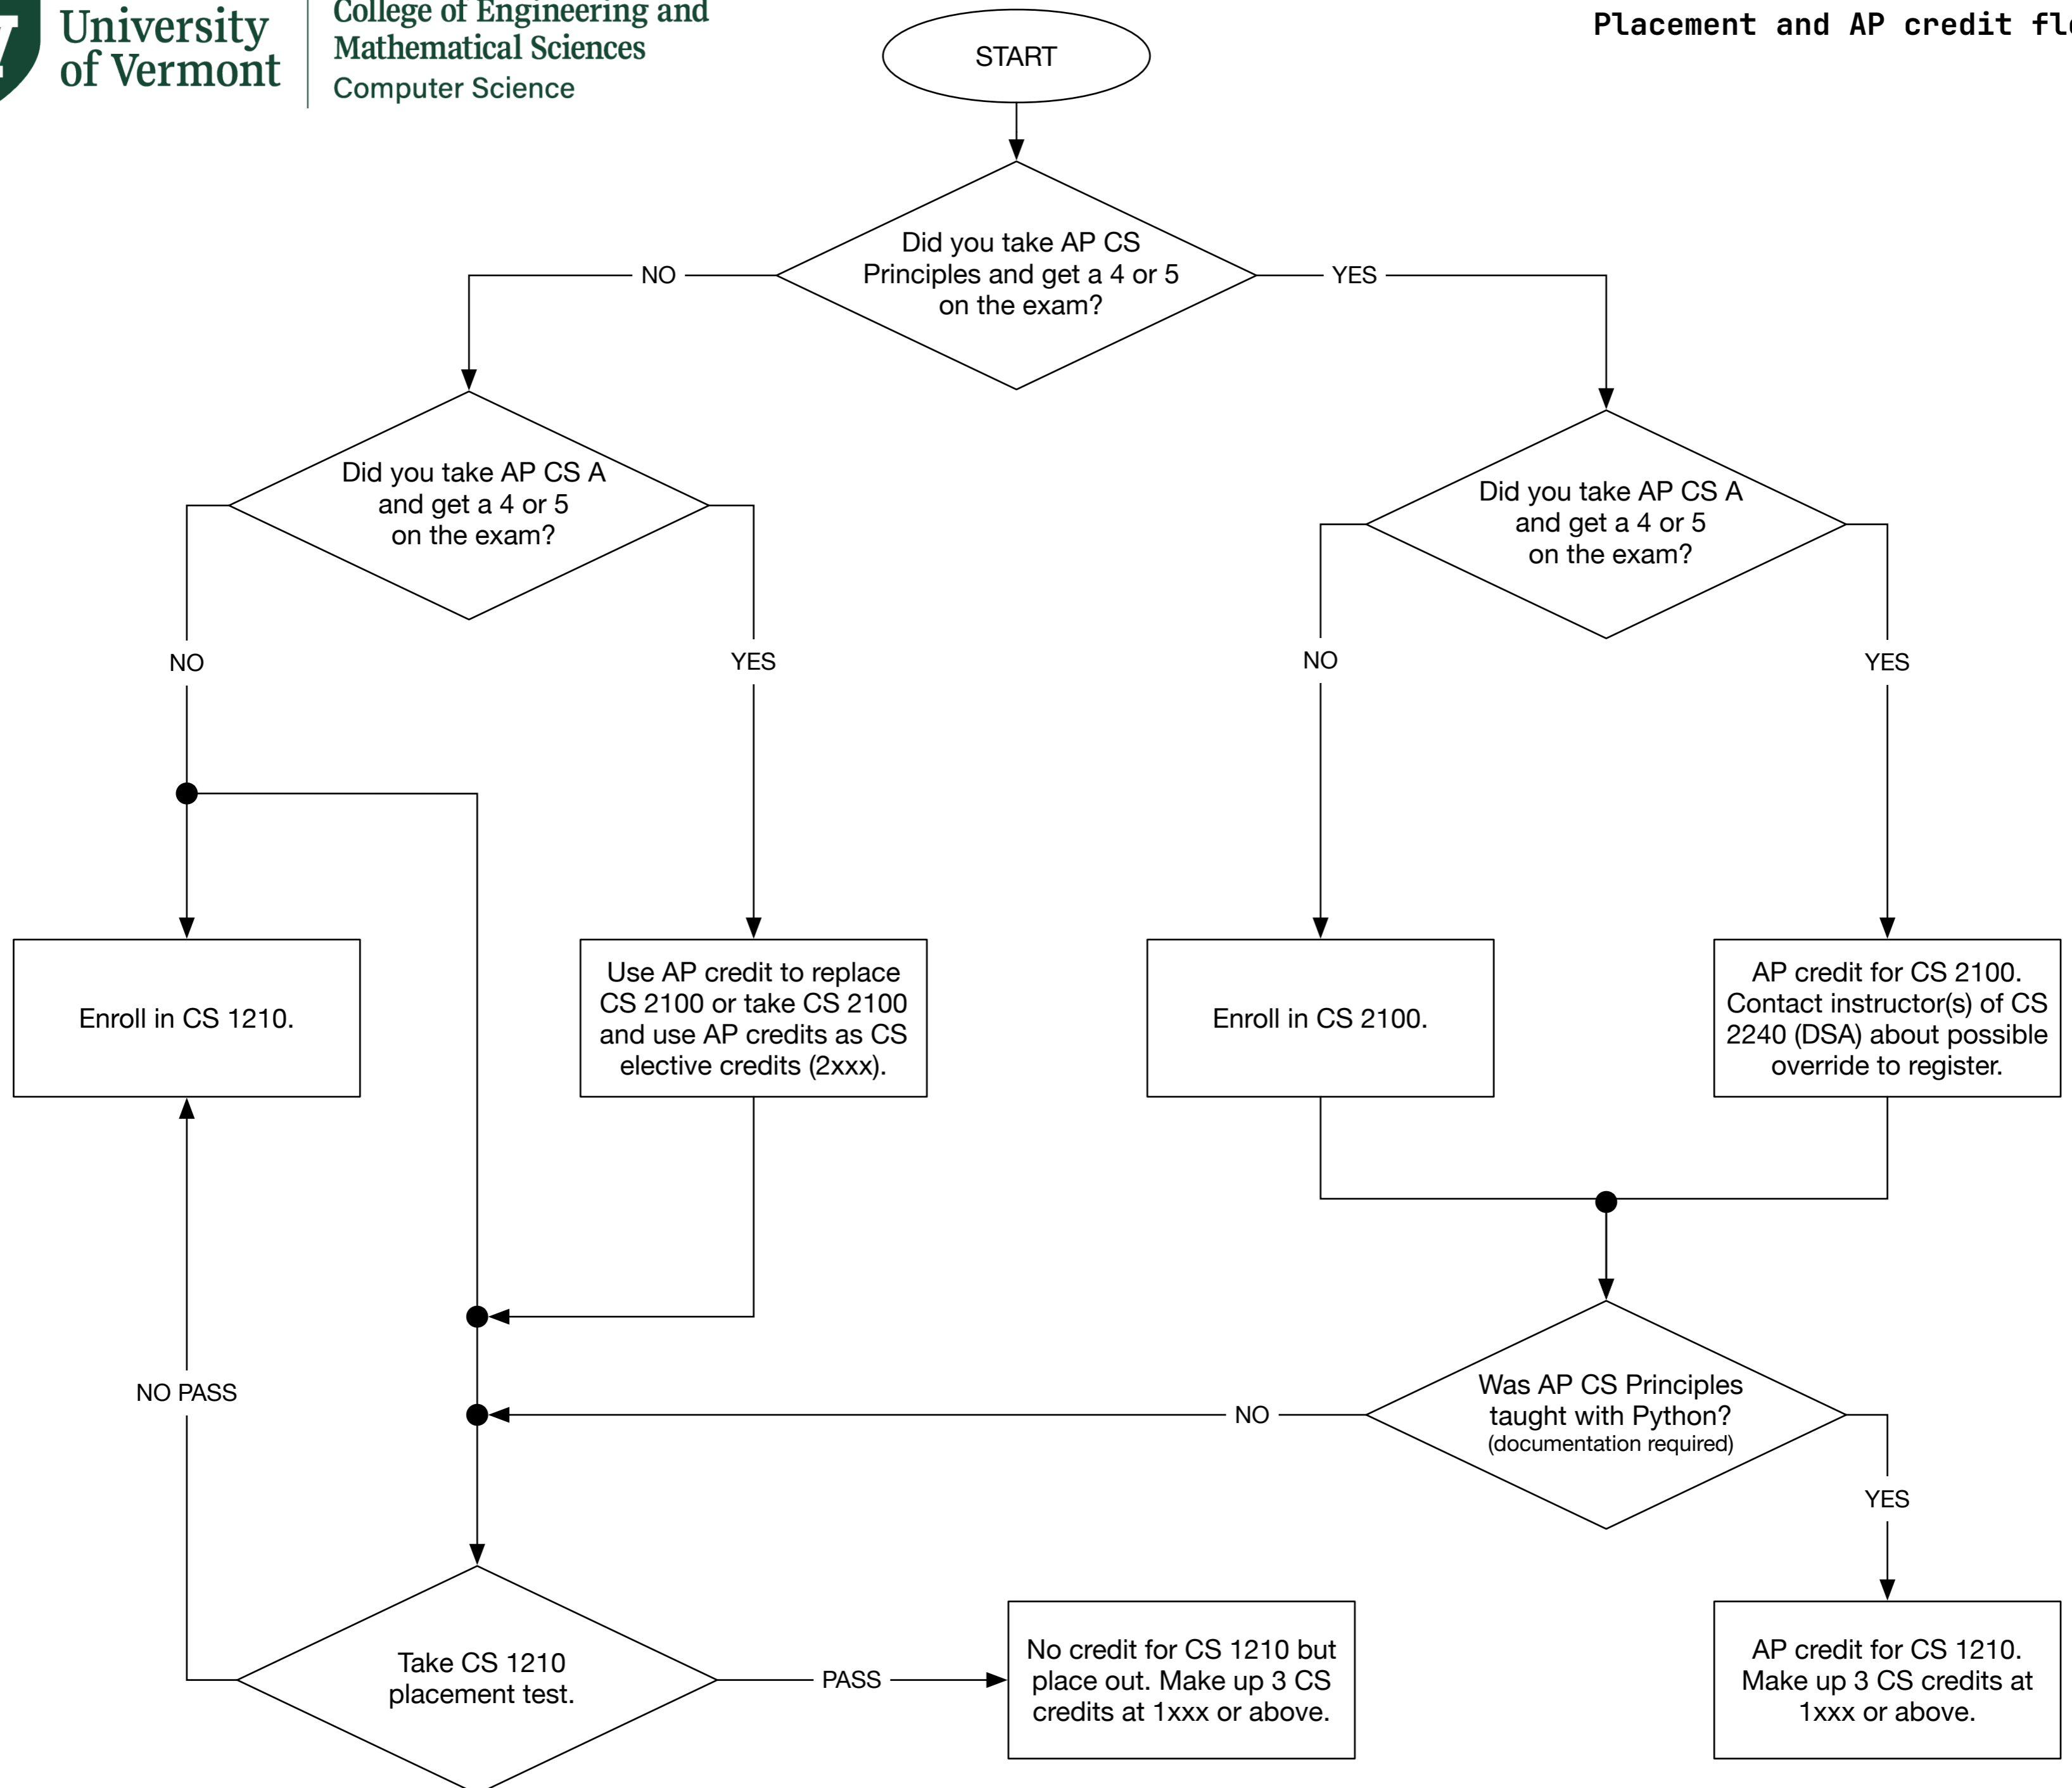 University
of Vermont
College of Engineering and
Mathematical Sciences
Computer Science
Placement and AP credit
START
Did you take AP CS
Principles and get a 4 or 5
on the exam?
NO
YES
Did you take AP CS A
and get a 4 or 5
on the exam?
Did you take AP CS A
and get a 4 or 5
on the exam?
NO
YES
NO
YES
Enroll in CS 1210.
Use AP credit to replace
CS 2100 or take CS 2100
and use AP credits as CS
elective credits (2xxx).
Enroll in CS 2100.
AP credit for CS 2100.
Contact instructor(s) of CS
2240 (DSA) about possible
override to register.
NO PASS
NO
Was AP CS Principles
taught with Python?
(documentation required)
YES
Take CS 1210
placement test.
PASS
No credit for CS 1210 but
place out. Make up 3 CS
credits at 1xxx or above.
AP credit for CS 1210.
Make up 3 CS credits at
1xxx or above.